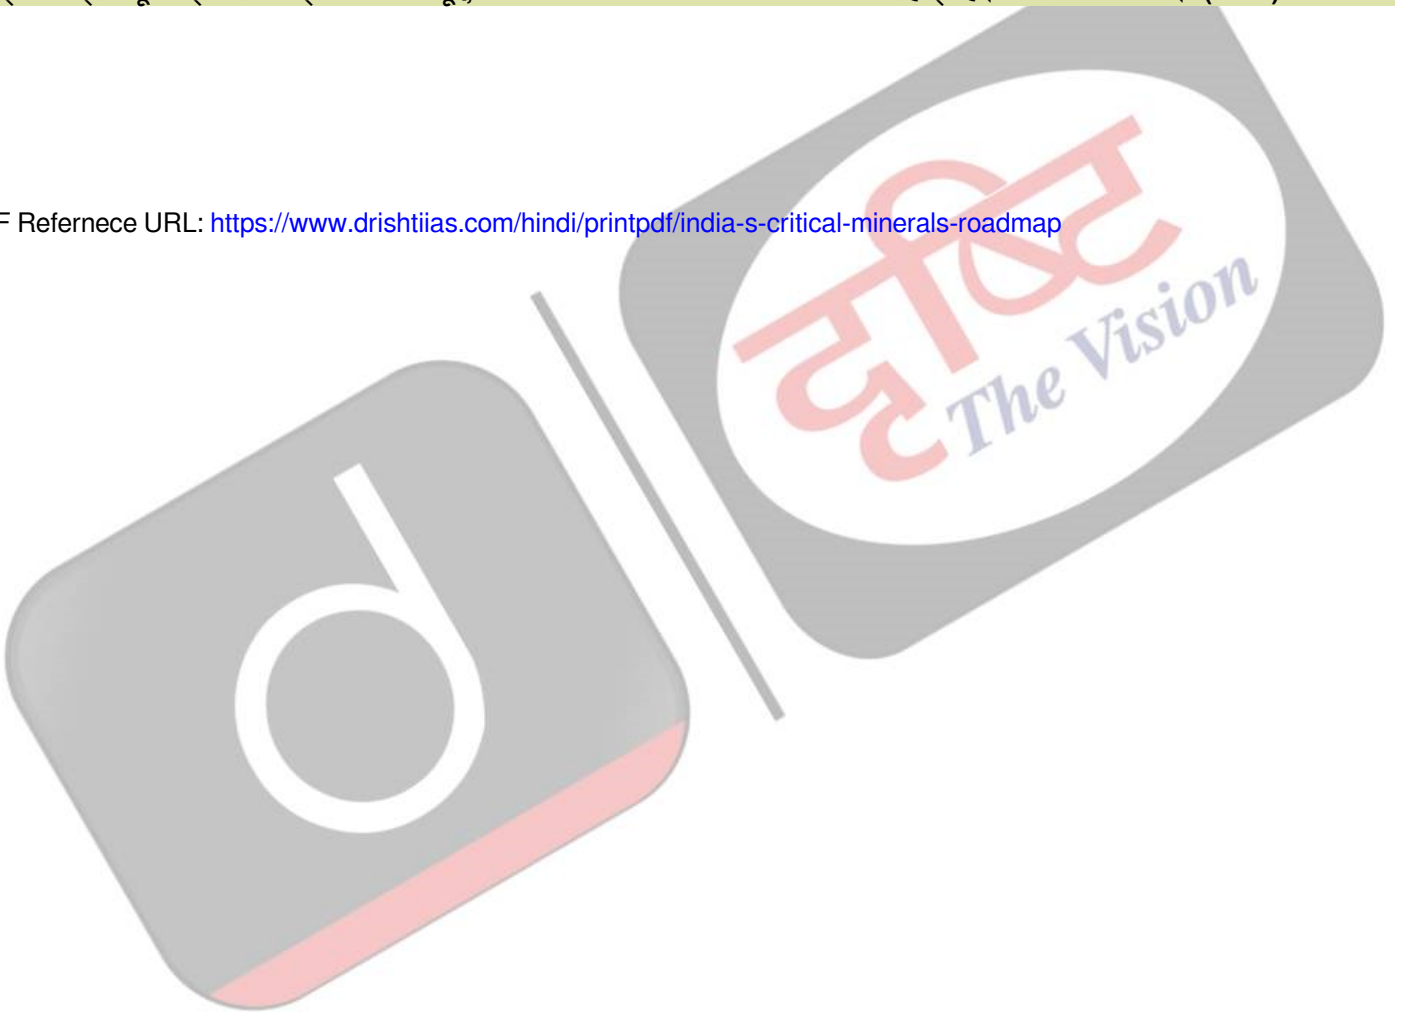 F Refernece URL: https://www.drishtiias.com/hindi/printpdf/india-s-critical-minerals-roadmap
दृष्टि
The Vision
d